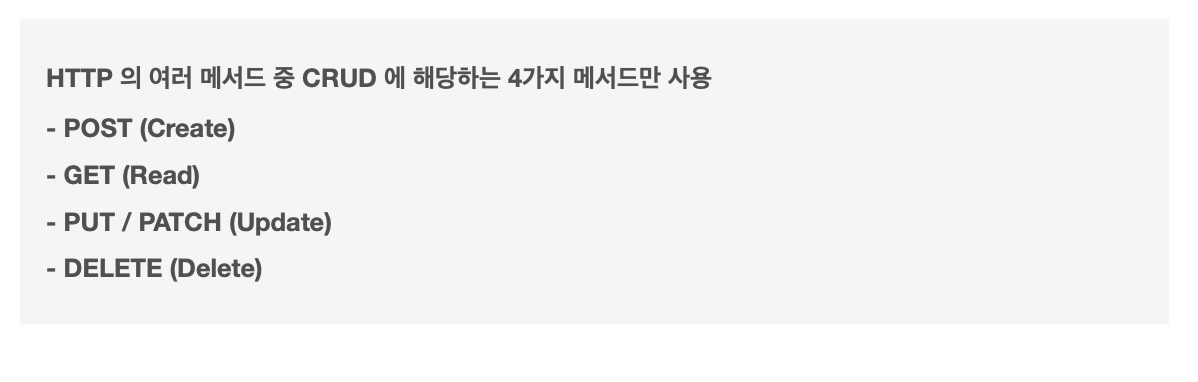 HTTP 의 여러 메서드 중 CRUD 에 해당하는 4가지 메서드만 사용
- POST (Create)
- GET (Read)
- PUT / PATCH (Update)
- DELETE (Delete)